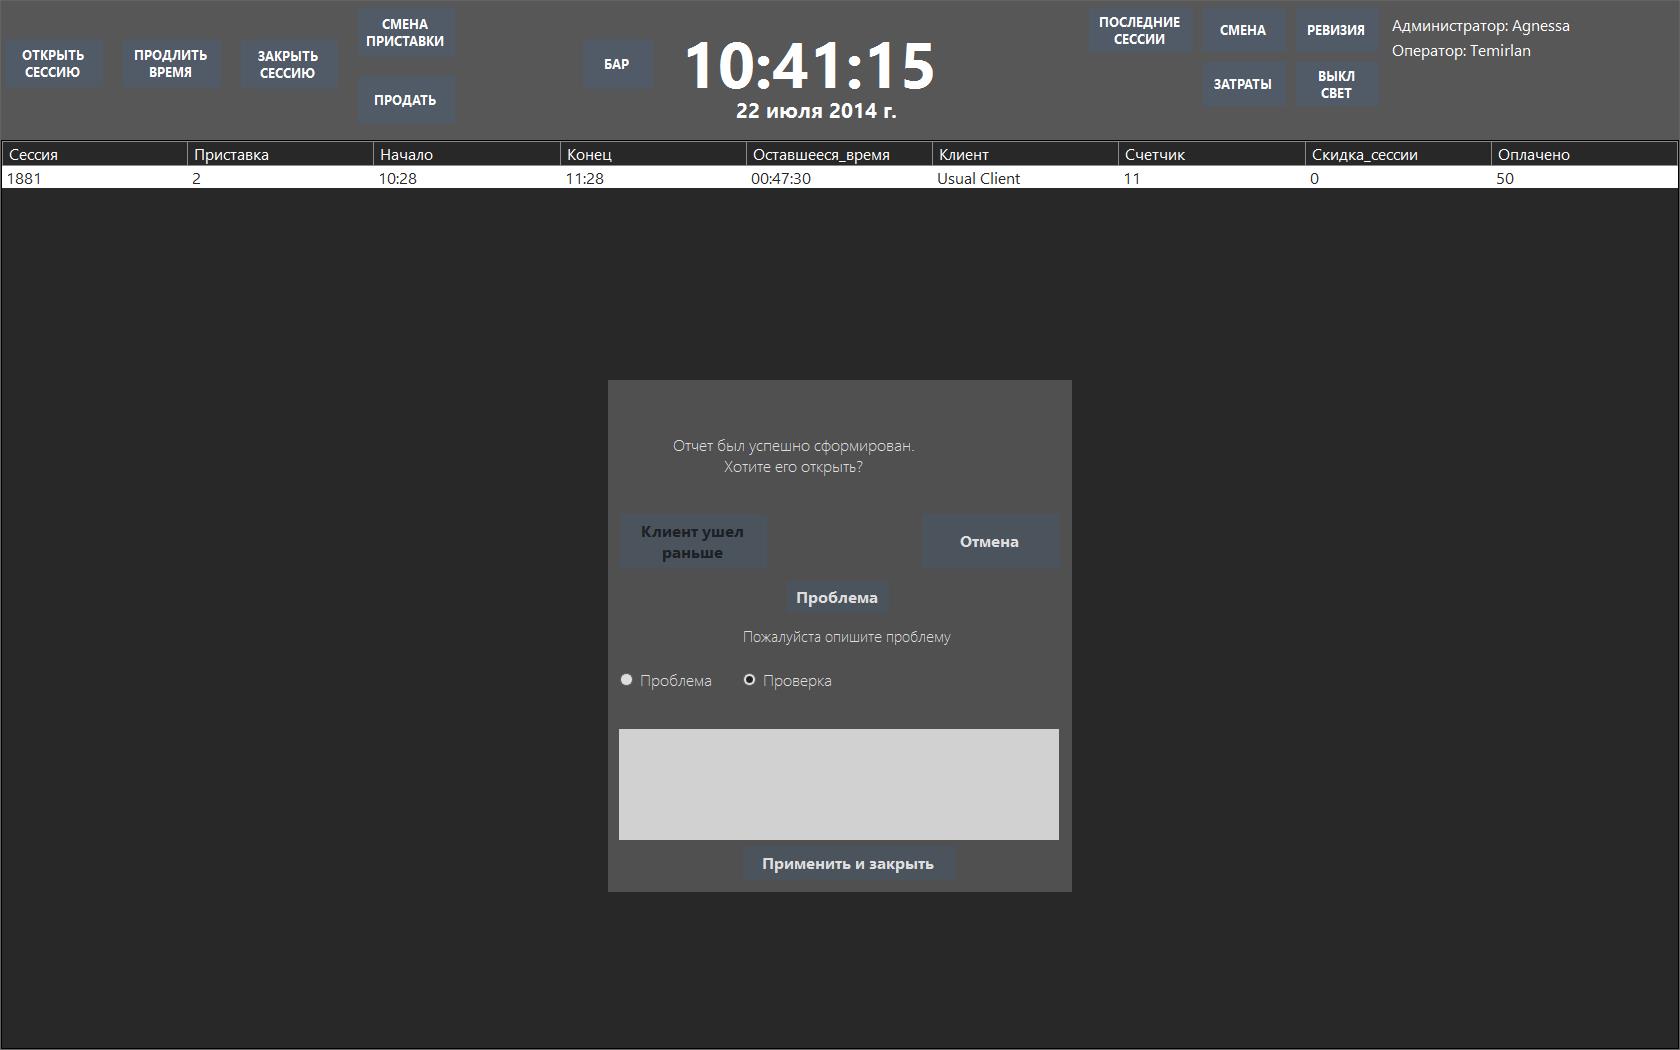 ОТКРЫТЬ
СЕССИЮ
ПРОДЛИТЬ
ВРЕМЯ
ЗАКРЫТЬ
СЕССИЮ
СМЕНА
ПРИСТАВКИ
ПРОДАТЬ
БАР
10:41:15
22 июля 2014 г.
ПОСЛЕДНИЕ
СЕССИИ
СМЕНА
РЕВИЗИЯ
ЗАТРАТЫ
ВЫКЛ
СВЕТ
Администратор: Agnessa
Оператор: Temirlan
Сессия Приставка Начало Конец Оставшееся_время Клиент Счетчик Скидка_сессии Оплачено
1881 2 10:28 11:28 00:47:30 Usual Client 11 0 50
Отчет был успешно сформирован.
Хотите его открыть?
Клиент ушел
раньше
Отмена
Проблема
Пожалуйста опишите проблему
Проблема Проверка
Применить и закрыть